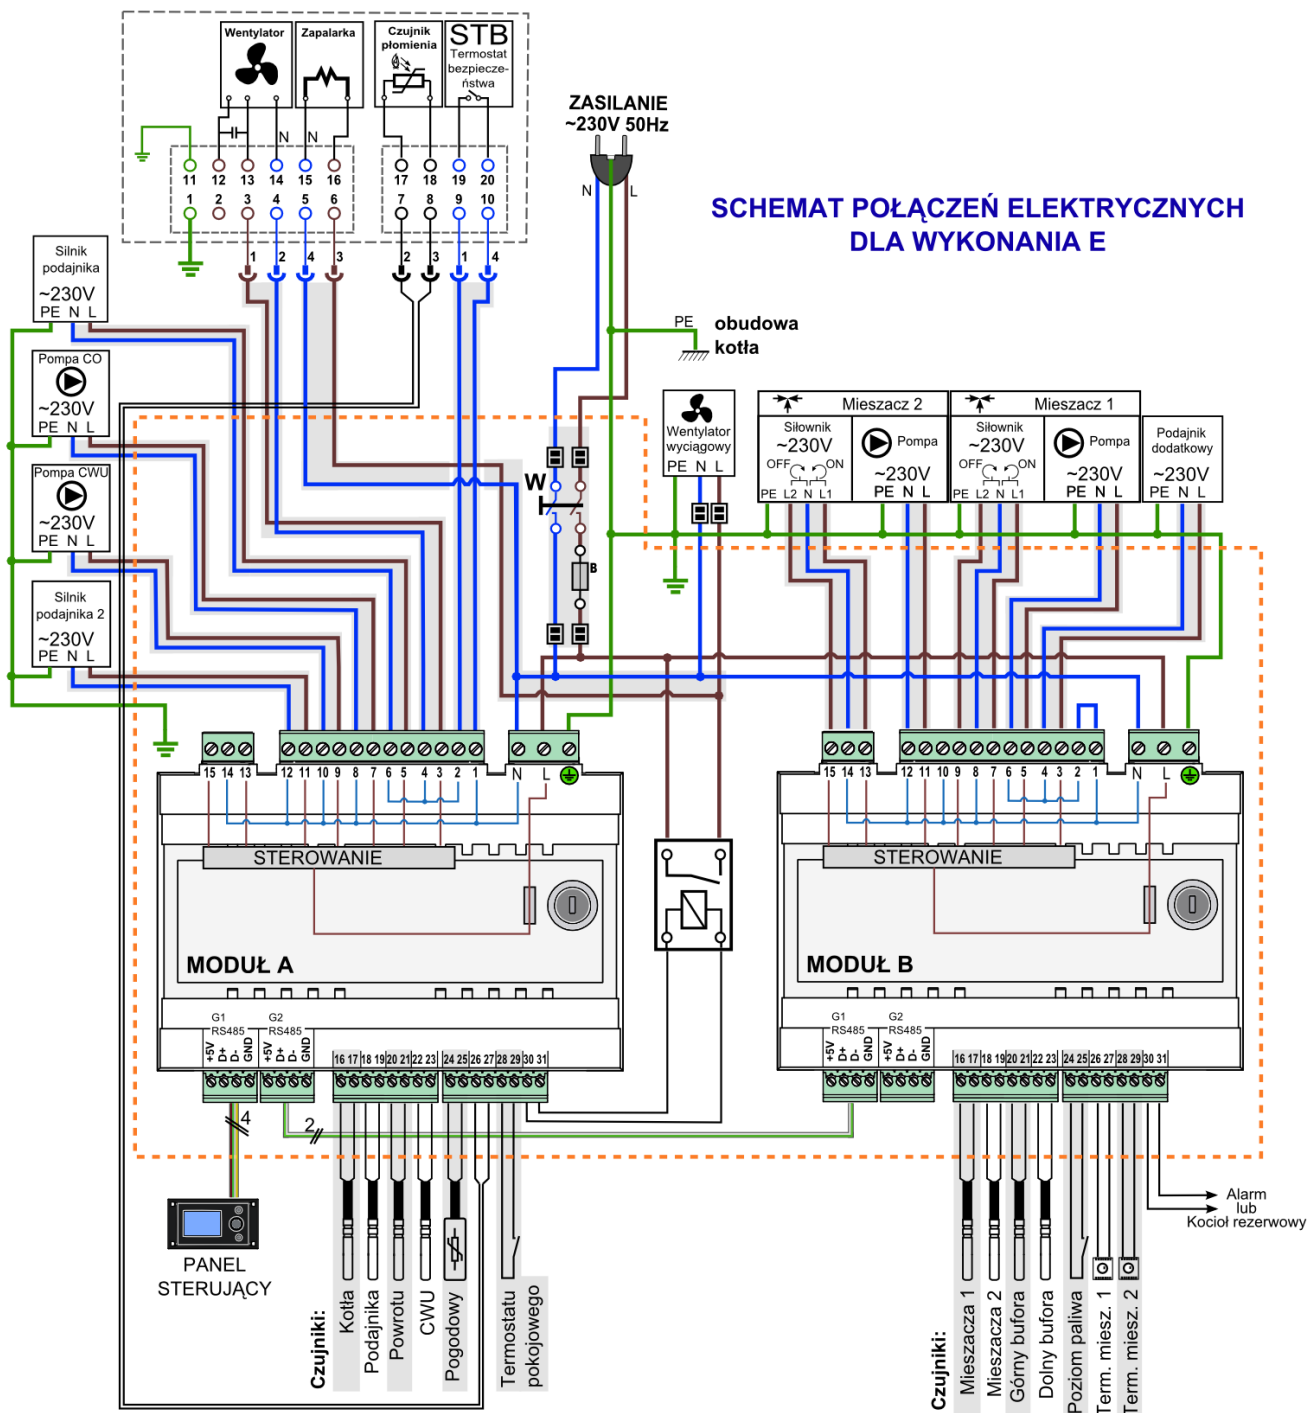 Wentylator
Zapalarka
Czujnik
płomienia
STB
Termostat
bezpiecze-
ństwa
N
N
11 12 13 14 15 16 17 18 19 20
1 2 3 4 5 6 7 8 9 10
1 2 4 3 2 3 1 4
ZASILANIE
~230V 50Hz
N
L
SCHEMAT POŁĄCZEŃ ELEKTRYCZNYCH
DLA WYKONANIA E
PE
obudowa
kotła
Silnik
podajnika
~230V
PE N L
Pompa CO
~230V
PE N L
Pompa CWU
~230V
PE N L
Silnik
podajnika 2
~230V
PE N L
W
B
Wentylator
wyciągowy
PE N L
Mieszacz 2
Siłownik
~230V
OFF ON
PE L2 N L1
Pompa
~230V
PE N L
Mieszacz 1
Siłownik
~230V
OFF ON
PE L2 N L1
Pompa
~230V
PE N L
Podajnik
dodatkowy
~230V
PE N L
15 14 13 12 11 10 9 8 7 6 5 4 3 2 1 N L
STEROWANIE
MODUŁ A
G1
RS485
+5V
D+
D-
GND
G2
RS485
+5V
D+
D-
GND
16 17 18 19 20 21 22 23 24 25 26 27 28 29 30 31
15 14 13 12 11 10 9 8 7 6 5 4 3 2 1 N L
STEROWANIE
MODUŁ B
G1
RS485
+5V
D+
D-
GND
G2
RS485
+5V
D+
D-
GND
16 17 18 19 20 21 22 23 24 25 26 27 28 29 30 31
4
2
PANEL
STERUJĄCY
Czujniki:
Kotła
Podajnika
Powrotu
CWU
Pogodowy
Termostatu
pokojowego
Czujniki:
Mieszacza 1
Mieszacza 2
Górny bufora
Dolny bufora
Poziom paliwa
Term. miesz. 1
Term. miesz. 2
Alarm
lub
Kocioł rezerwowy